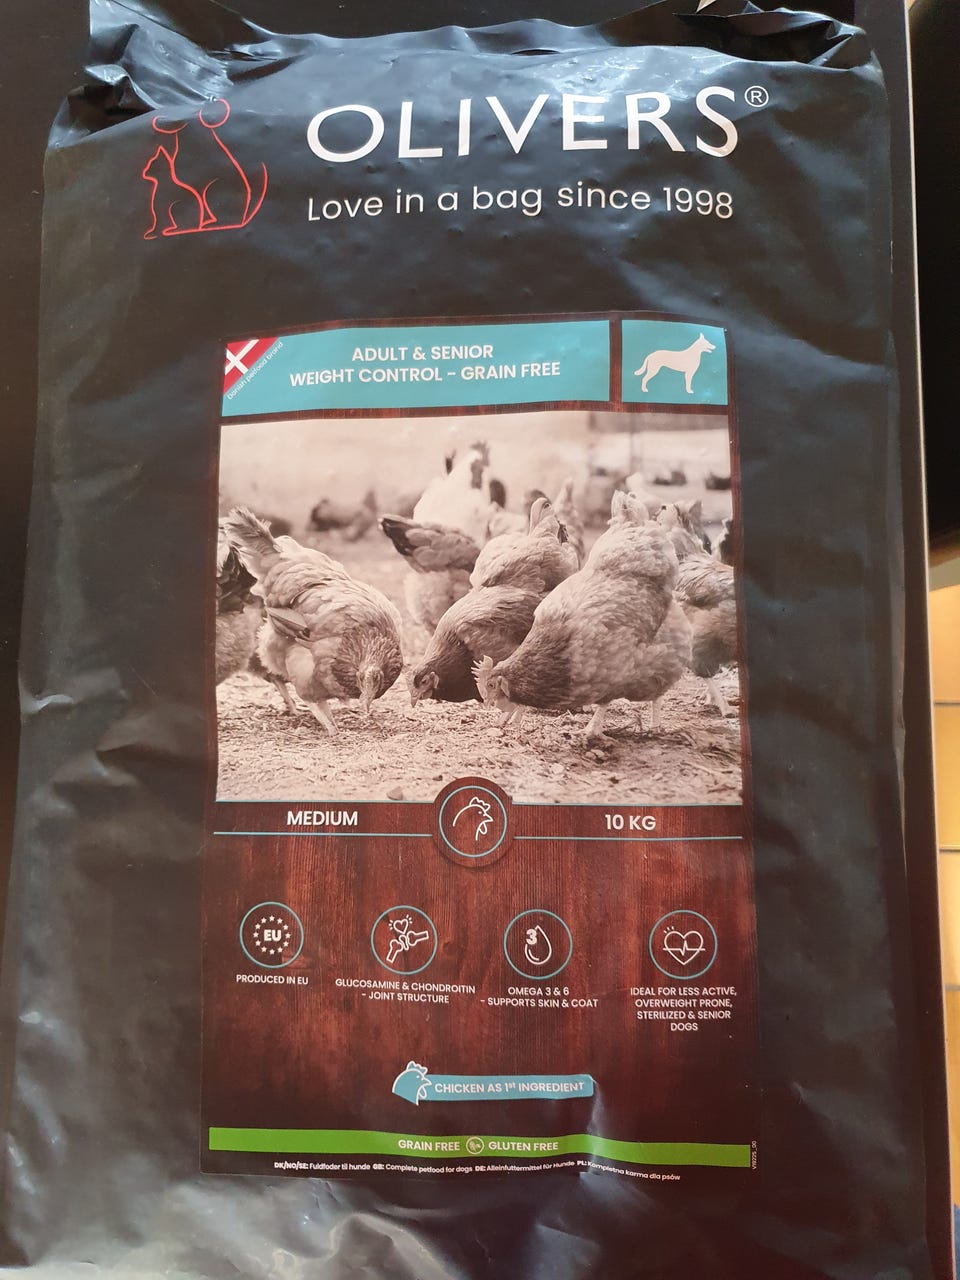 OLIVERS®
Love in a bag since 1998
Danish petfood brand
ADULT & SENIOR
WEIGHT CONTROL - GRAIN FREE
MEDIUM
10 KG
EU
PRODUCED IN EU
GLUCOSAMINE & CHONDROITIN
- JOINT STRUCTURE
3
OMEGA 3 & 6
- SUPPORTS SKIN & COAT
IDEAL FOR LESS ACTIVE,
OVERWEIGHT PRONE,
STERILIZED & SENIOR
DOGS
CHICKEN AS 1st INGREDIENT
GRAIN FREE GLUTEN FREE
DK/NO/SE: Fuldfoder til hunde GB: Complete petfood for dogs DE: Alleinfuttermittel für Hunde PL: Kompletna karma dla psów